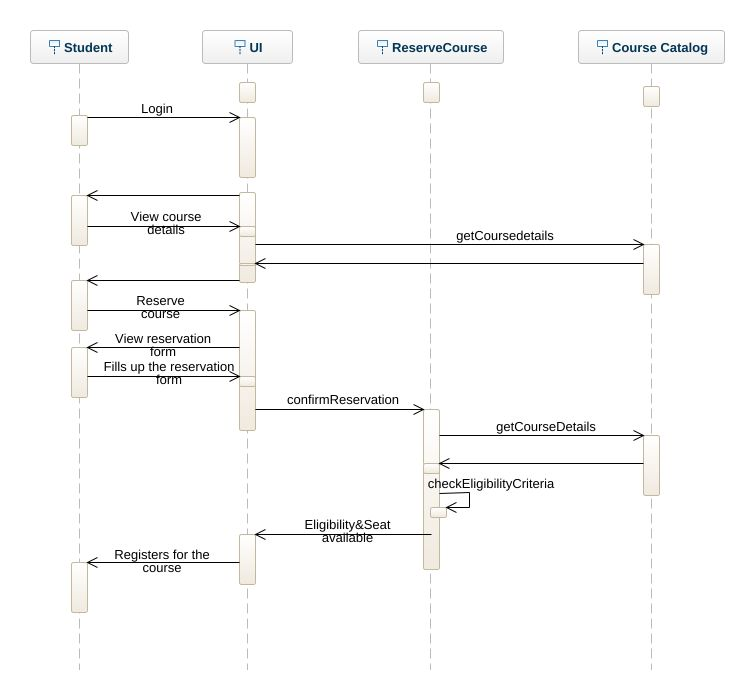 Student
UI
ReserveCourse
Course Catalog
Login
View course
details
getCoursedetails
Reserve
course
View reservation
form
Fills up the reservation
form
confirmReservation
getCourseDetails
checkEligibilityCriteria
Eligibility&Seat
available
Registers for the
course